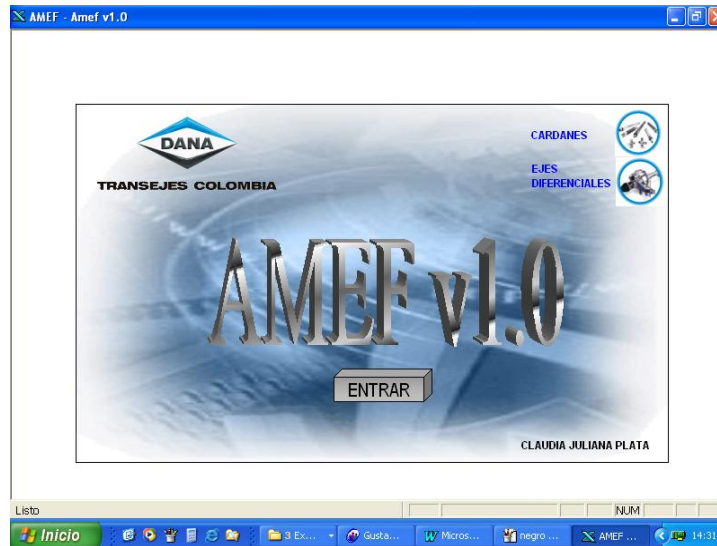 AMEF - Amef v1.0
DANA
TRANSEJES COLOMBIA
CARDANES
EJES
DIFERENCIALES
AMEF v1.0
ENTRAR
CLAUDIA JULIANA PLATA
Listo
NUM
Inicio
3 Ex...
Gusta...
Micros...
negro ...
AMEF ...
14:31